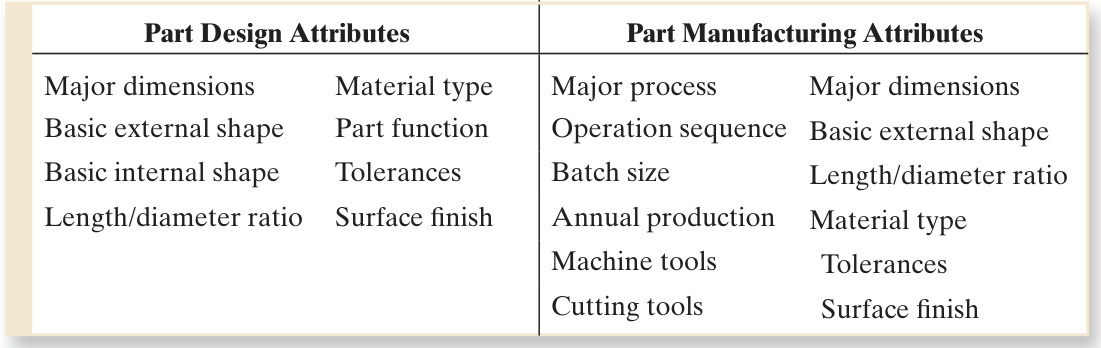 Part Design Attributes Part Manufacturing Attributes
Major dimensions Material type Major process Major dimensions
Basic external shape Part function Operation sequence Basic external shape
Basic internal shape Tolerances Batch size Length/diameter ratio
Length/diameter ratio Surface finish Annual production Material type
Machine tools Tolerances
Cutting tools Surface finish